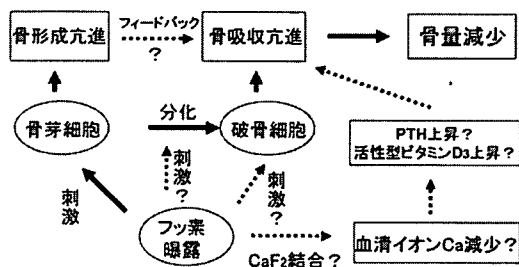 骨形成亢進
フィードバック
?
骨吸収亢進
骨量減少
骨芽細胞
分化
破骨細胞
PTH上昇?
活性型ビタミンD3上昇?
刺激
刺激?
刺激?
フッ素
曝露
CaF2結合?
血清イオンCa減少?